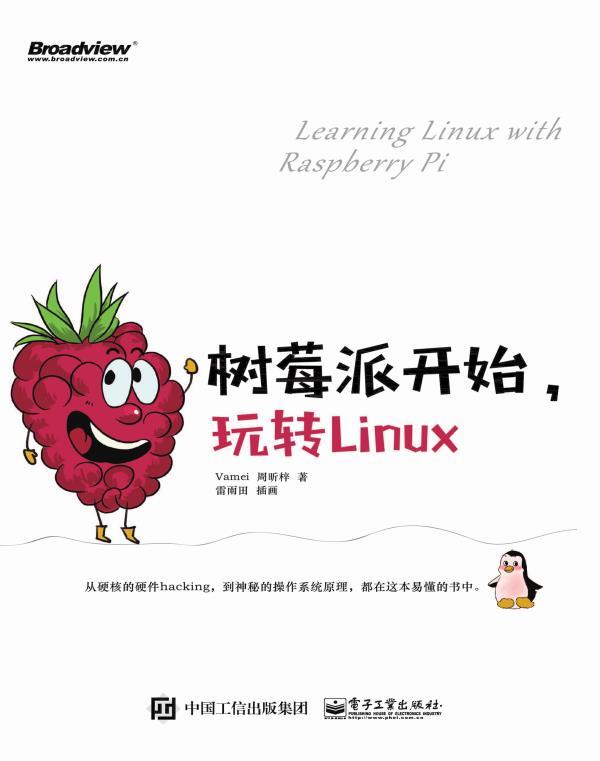 Broadview®
www.broadview.com.cn
Learning Linux with
Raspberry Pi
树莓派开始，
玩转Linux
Vamei 周昕梓 著
雷雨田 插画
从硬核的硬件hacking，到神秘的操作系统原理，都在这本易懂的书中。
中国工信出版集团
電子工業出版社·
PUBLISHING HOUSE OF ELECTRONICS INDUSTRY
http://www.phei.com.cn